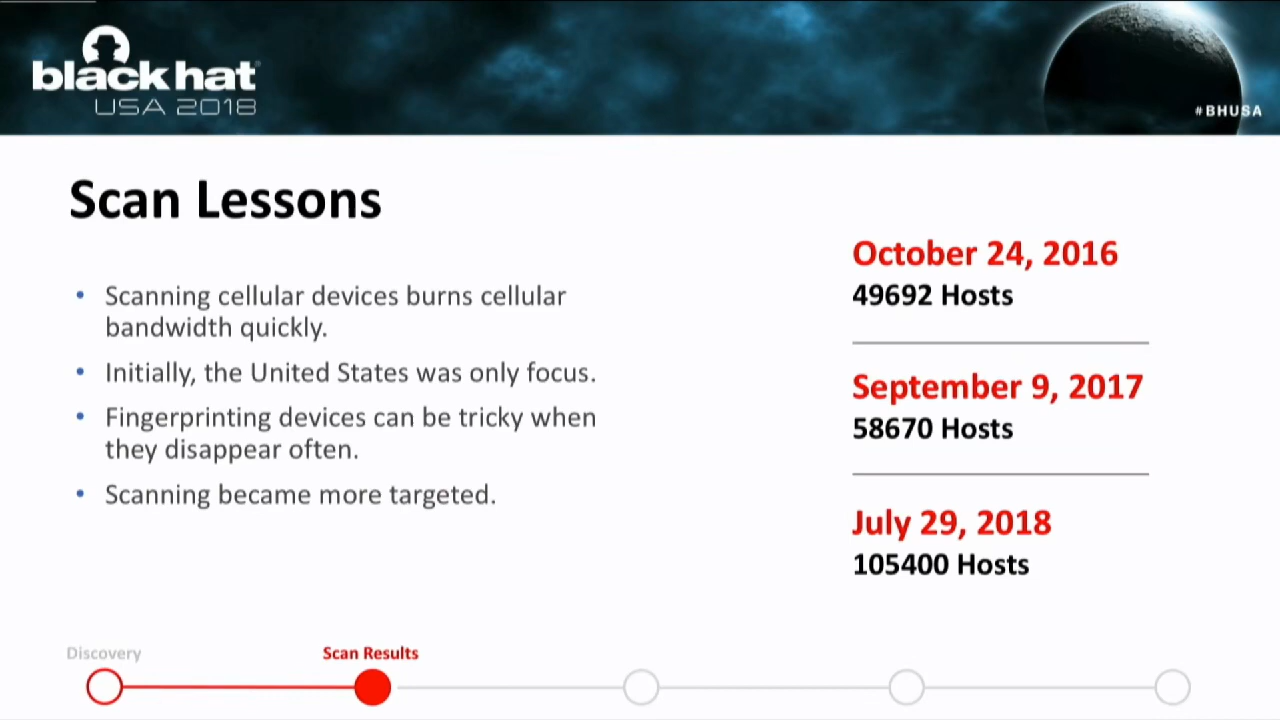 black hat
USA 2018
#BHUSA
Scan Lessons
• Scanning cellular devices burns cellular
bandwidth quickly.
• Initially, the United States was only focus.
• Fingerprinting devices can be tricky when
they disappear often.
• Scanning became more targeted.
October 24, 2016
49692 Hosts
September 9, 2017
58670 Hosts
July 29, 2018
105400 Hosts
Discovery
Scan Results